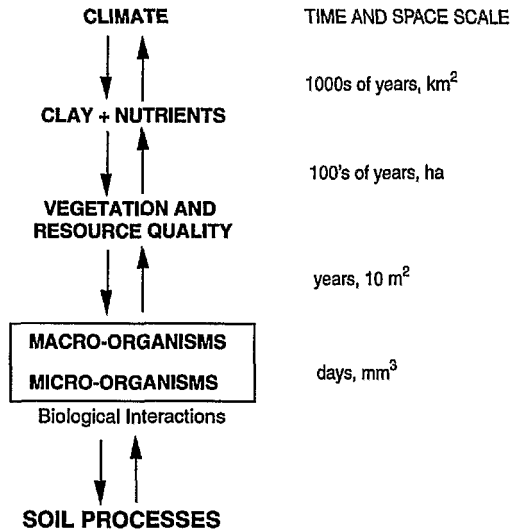 CLIMATE
TIME AND SPACE SCALE
1000s of years, km²
CLAY + NUTRIENTS
100's of years, ha
VEGETATION AND
RESOURCE QUALITY
years, 10 m²
MACRO-ORGANISMS
MICRO-ORGANISMS
days, mm³
Biological Interactions
SOIL PROCESSES